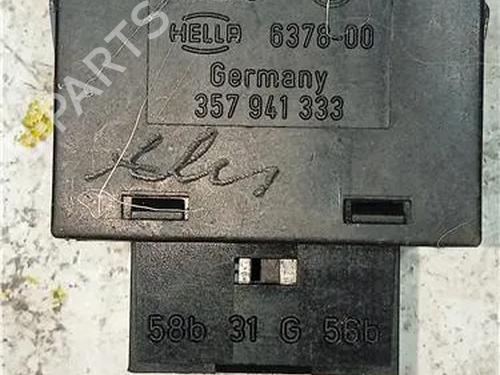 HELLA 6378-00
Germany
357 941 333
58b 31 G 56b
PARTS